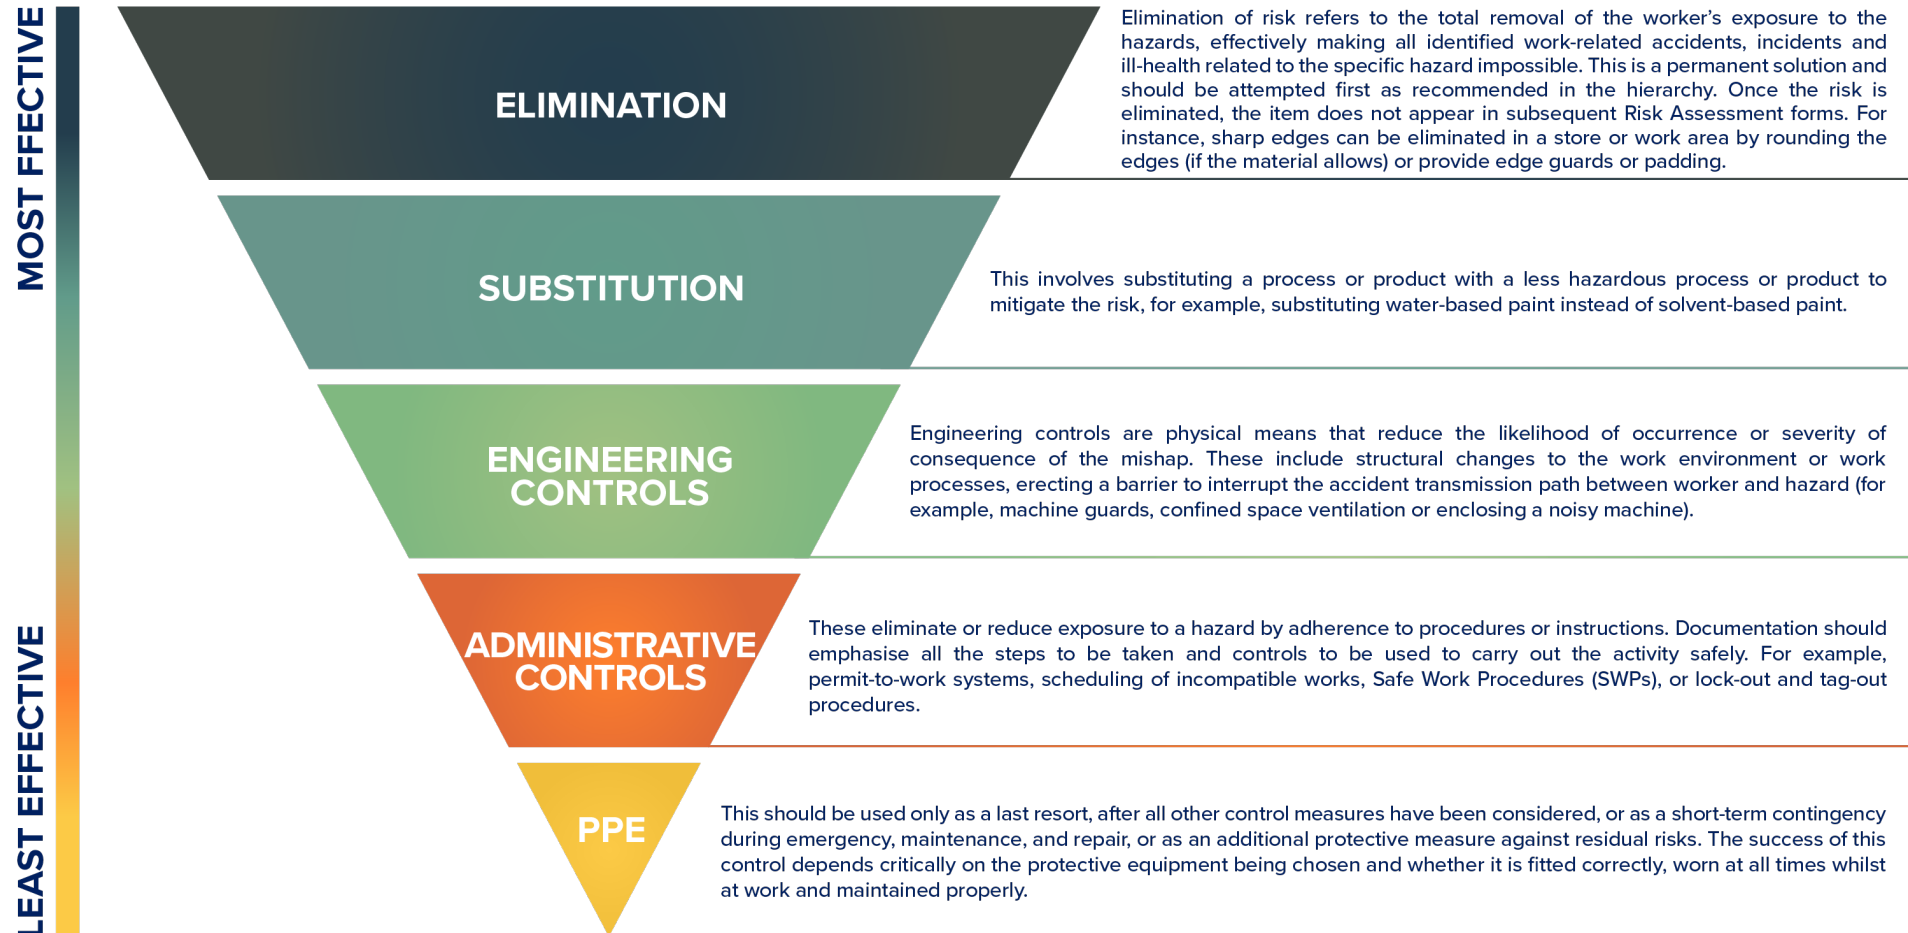 MOST FFECTIVE
ELIMINATION
Elimination of risk refers to the total removal of the worker’s exposure to the
hazards, effectively making all identified work-related accidents, incidents and
ill-health related to the specific hazard impossible. This is a permanent solution and
should be attempted first as recommended in the hierarchy. Once the risk is
eliminated, the item does not appear in subsequent Risk Assessment forms. For
instance, sharp edges can be eliminated in a store or work area by rounding the
edges (if the material allows) or provide edge guards or padding.
SUBSTITUTION
This involves substituting a process or product with a less hazardous process or product to
mitigate the risk, for example, substituting water-based paint instead of solvent-based paint.
ENGINEERING
CONTROLS
Engineering controls are physical means that reduce the likelihood of occurrence or severity of
consequence of the mishap. These include structural changes to the work environment or work
processes, erecting a barrier to interrupt the accident transmission path between worker and hazard (for
example, machine guards, confined space ventilation or enclosing a noisy machine).
ADMINISTRATIVE
CONTROLS
These eliminate or reduce exposure to a hazard by adherence to procedures or instructions. Documentation should
emphasise all the steps to be taken and controls to be used to carry out the activity safely. For example,
permit-to-work systems, scheduling of incompatible works, Safe Work Procedures (SWPs), or lock-out and tag-out
procedures.
LEAST EFFECTIVE
PPE
This should be used only as a last resort, after all other control measures have been considered, or as a short-term contingency
during emergency, maintenance, and repair, or as an additional protective measure against residual risks. The success of this
control depends critically on the protective equipment being chosen and whether it is fitted correctly, worn at all times whilst
at work and maintained properly.